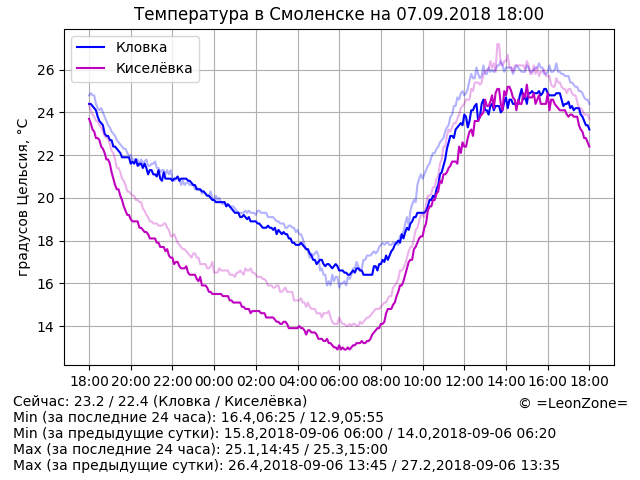 Температура в Смоленске на 07.09.2018 18:00
Кловка
Киселёвка
градусов Цельсия, °C
26
24
22
20
18
16
14
18:00 20:00 22:00 00:00 02:00 04:00 06:00 08:00 10:00 12:00 14:00 16:00 18:00
Сейчас: 23.2 / 22.4 (Кловка / Киселёвка)
© =LeonZone=
Min (за последние 24 часа): 16.4,06:25 / 12.9,05:55
Min (за предыдущие сутки): 15.8,2018-09-06 06:00 / 14.0,2018-09-06 06:20
Max (за последние 24 часа): 25.1,14:45 / 25.3,15:00
Max (за предыдущие сутки): 26.4,2018-09-06 13:45 / 27.2,2018-09-06 13:35